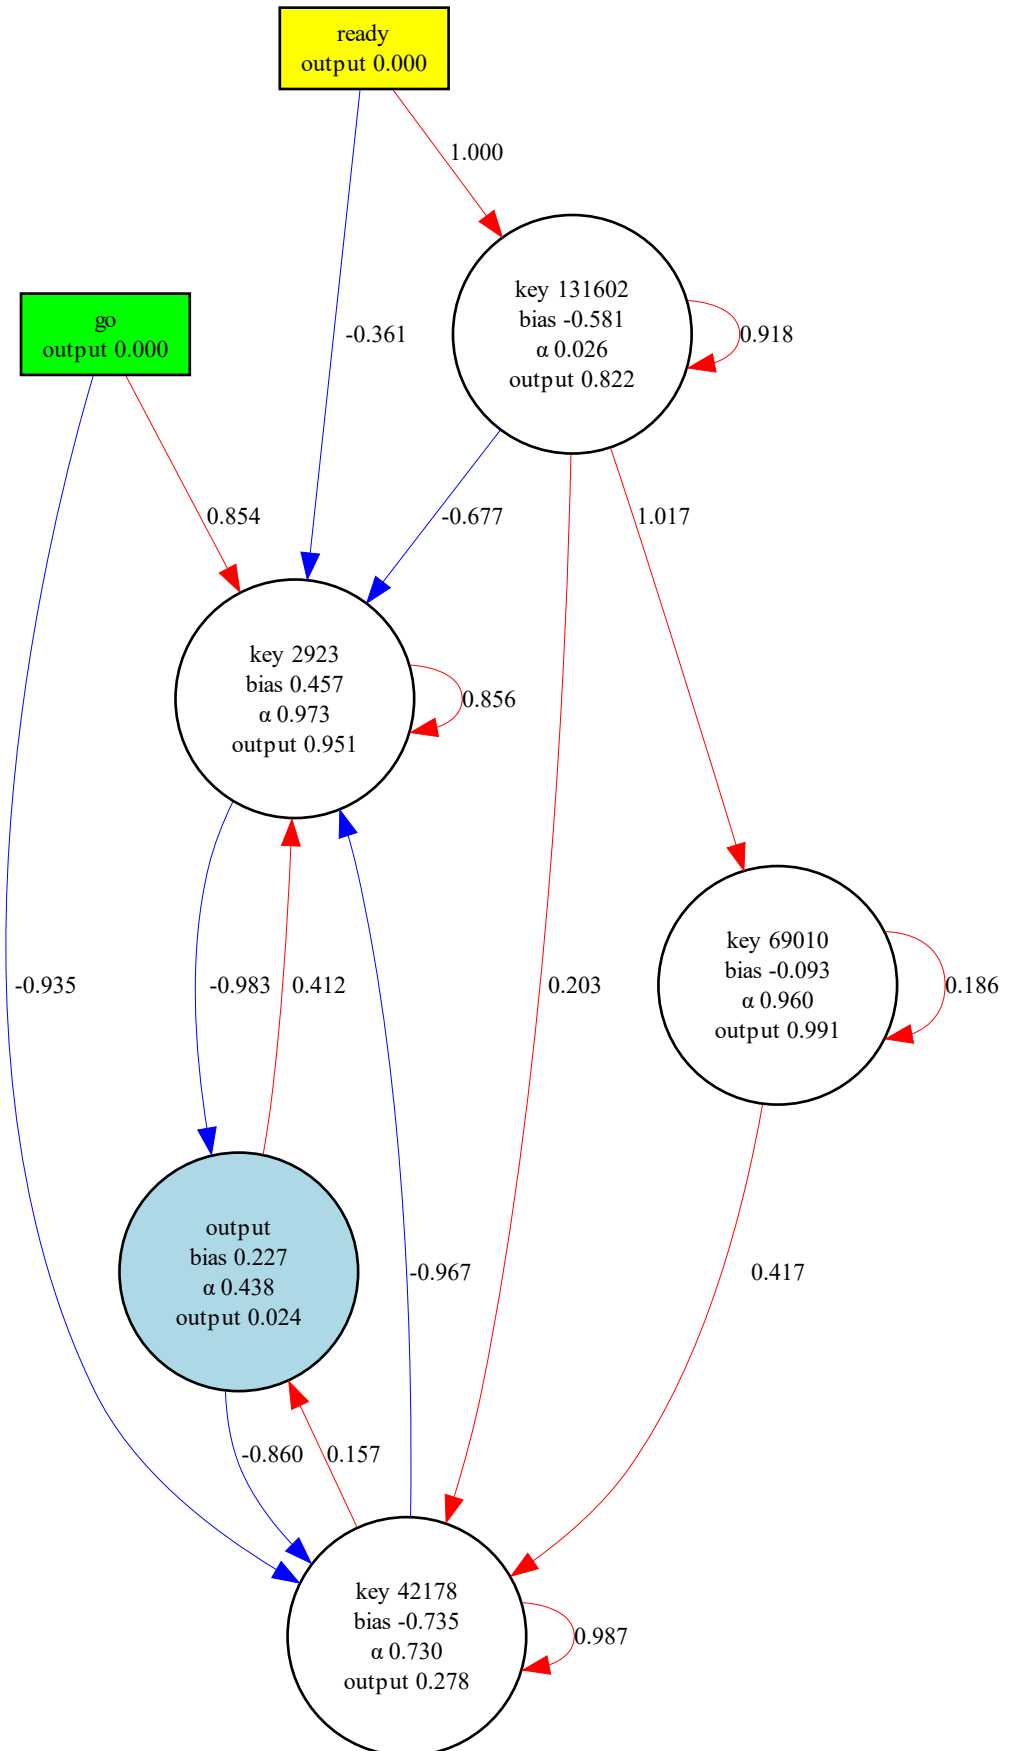 ready
output 0.000
1.000
key 131602
bias -0.581
α 0.026
output 0.822
0.918
go
output 0.000
-0.361
0.854
-0.677
1.017
key 2923
bias 0.457
α 0.973
output 0.951
0.856
key 69010
bias -0.093
α 0.960
output 0.991
0.186
-0.935
-0.983
0.412
0.203
output
bias 0.227
α 0.438
output 0.024
-0.967
0.417
-0.860
0.157
key 42178
bias -0.735
α 0.730
output 0.278
0.987